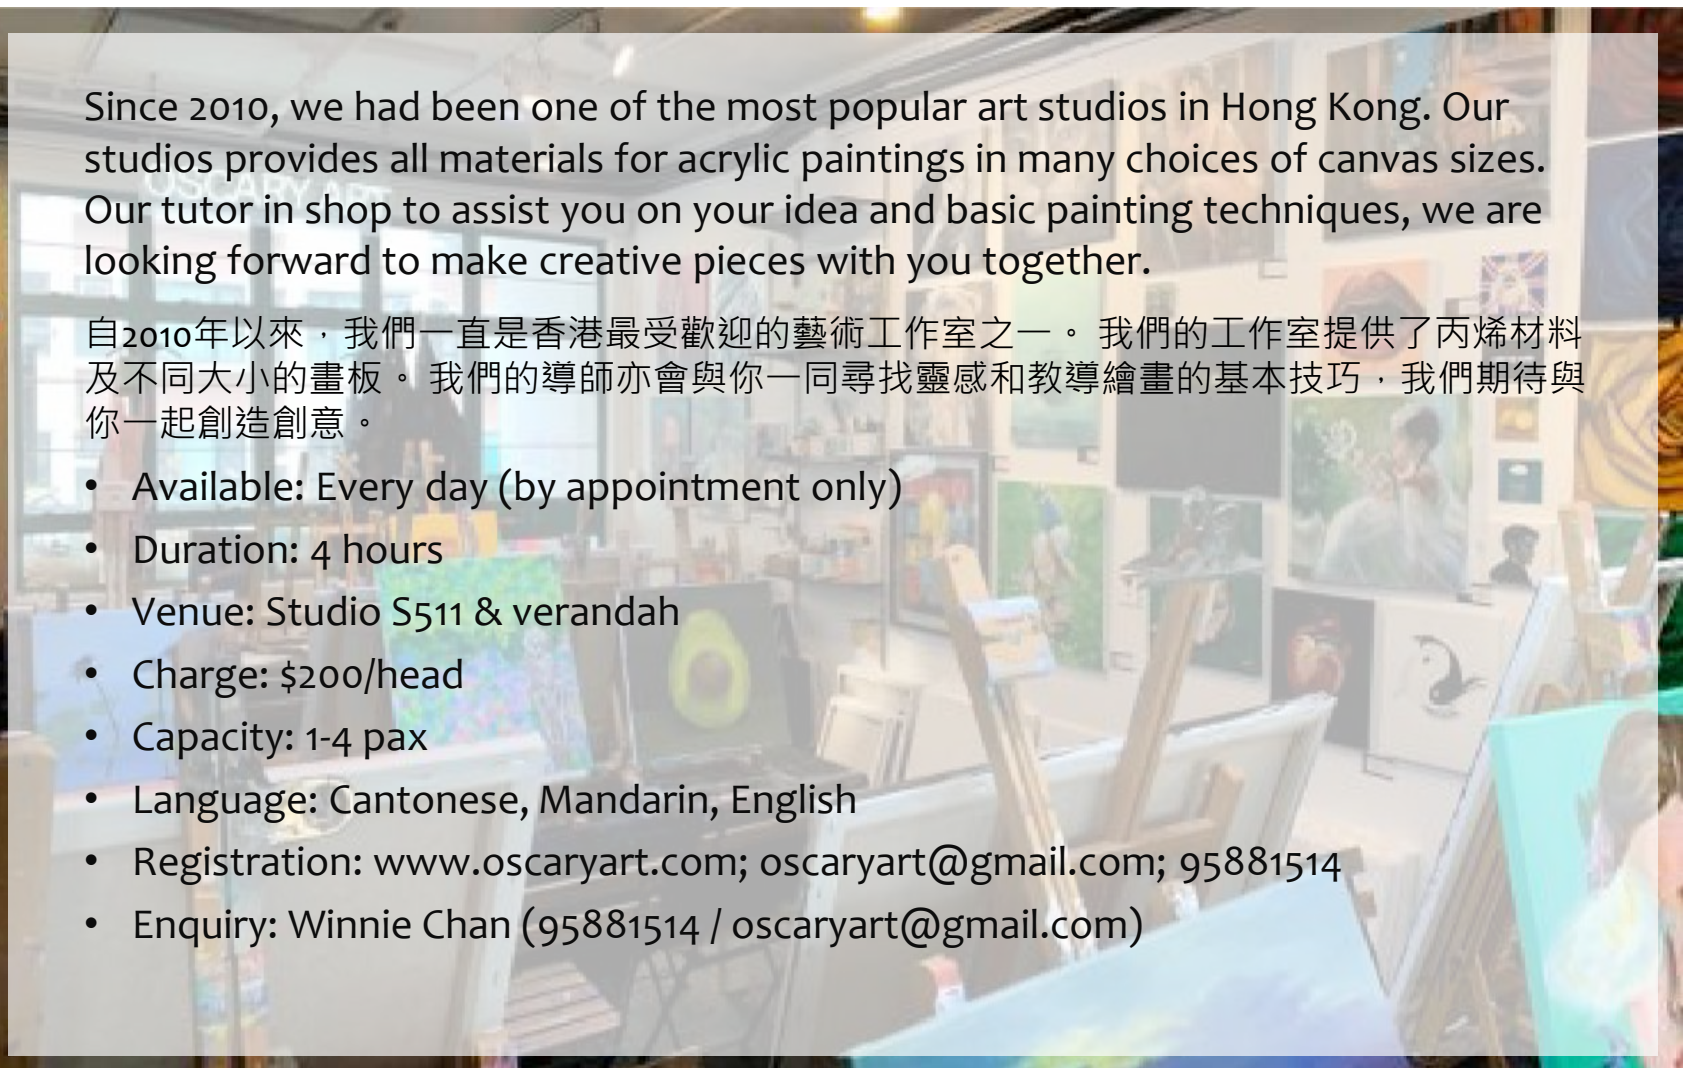 Since 2010, we had been one of the most popular art studios in Hong Kong. Our
studios provides all materials for acrylic paintings in many choices of canvas sizes.
Our tutor in shop to assist you on your idea and basic painting techniques, we are
looking forward to make creative pieces with you together.
自2010年以來，我們一直是香港最受歡迎的藝術工作室之一。 我們的工作室提供了丙烯材料
及不同大小的畫板。 我們的導師亦會與你一同尋找靈感和教導繪畫的基本技巧，我們期待與
你一起創造創意。
• Available: Every day (by appointment only)
• Duration: 4 hours
• Venue: Studio S511 & verandah
• Charge: $200/head
• Capacity: 1-4 pax
• Language: Cantonese, Mandarin, English
• Registration: www.oscaryart.com; oscaryart@gmail.com; 95881514
• Enquiry: Winnie Chan (95881514 / oscaryart@gmail.com)
OSCARY ART